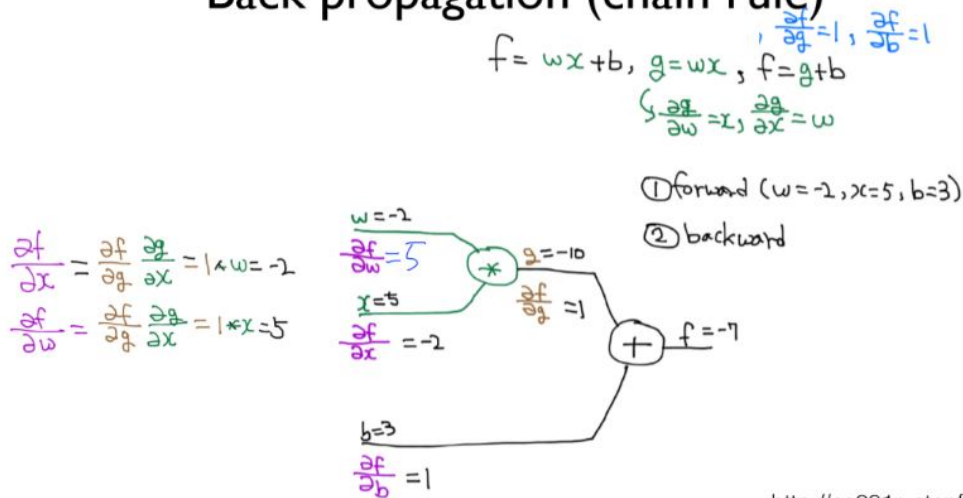 Back propagation (chain rule)
, ∂f/∂g = 1, ∂f/∂b = 1
f = wx+b, g=wx, f=g+b
↳ ∂g/∂w = x, ∂g/∂x = w
① forward (w=-2, x=5, b=3)
② backward
∂f/∂x = ∂f/∂g ∂g/∂x = 1 * w = -2
∂f/∂w = ∂f/∂g ∂g/∂x = 1 * x = 5
w = -2
∂f/∂w = 5
*
g = -10
∂f/∂g = 1
x = 5
∂f/∂x = -2
+
f = -7
b = 3
∂f/∂b = 1